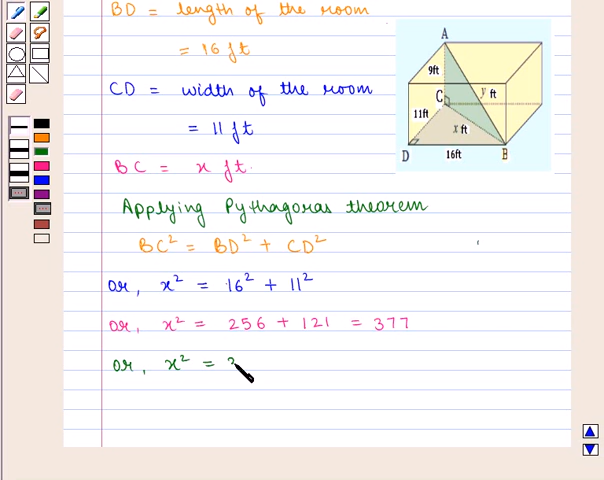 BD = length of the room
= 16 ft
CD = width of the room
= 11 ft
BC = x ft.
Applying Pythagoras theorem
BC² = BD² + CD²
or, x² = 16² + 11²
or, x² = 256 + 121 = 377
or, x² =
A
9ft
C
y ft
11ft
x ft
D
16ft
B